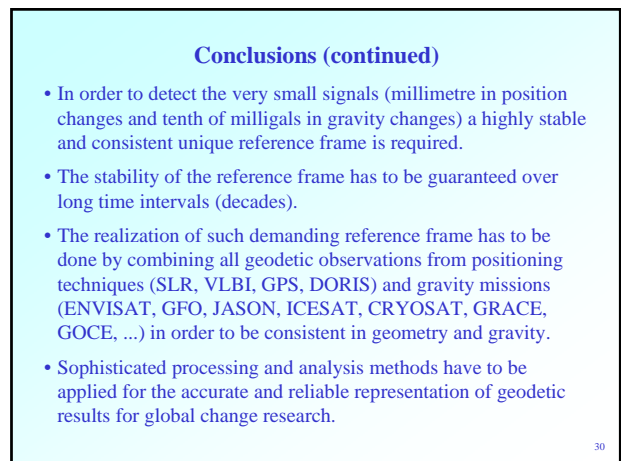 Conclusions (continued)
• In order to detect the very small signals (millimetre in position
changes and tenth of milligals in gravity changes) a highly stable
and consistent unique reference frame is required.
• The stability of the reference frame has to be guaranteed over
long time intervals (decades).
• The realization of such demanding reference frame has to be
done by combining all geodetic observations from positioning
techniques (SLR, VLBI, GPS, DORIS) and gravity missions
(ENVISAT, GFO, JASON, ICESAT, CRYOSAT, GRACE,
GOCE, ...) in order to be consistent in geometry and gravity.
• Sophisticated processing and analysis methods have to be
applied for the accurate and reliable representation of geodetic
results for global change research.
30